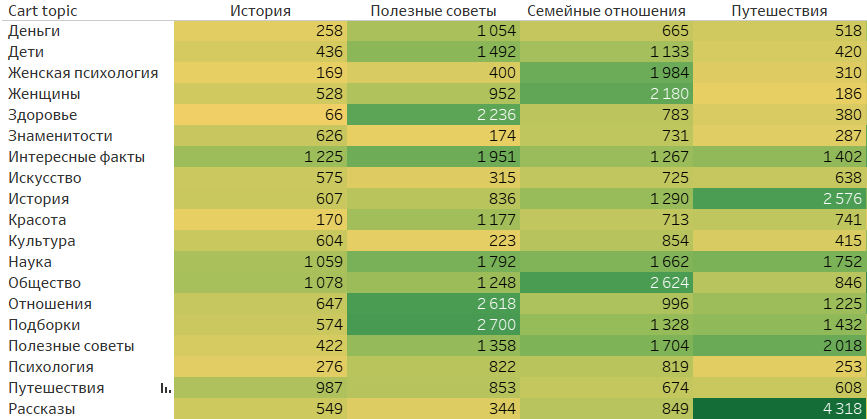 Cart topic История Полезные советы Семейные отношения Путешествия
Деньги 258 1 054 665 518
Дети 436 1 492 1 133 420
Женская психология 169 400 1 984 310
Женщины 528 952 2 180 186
Здоровье 66 2 236 783 380
Знаменитости 626 174 731 287
Интересные факты 1 225 1 951 1 267 1 402
Искусство 575 315 725 638
История 607 836 1 290 2 576
Красота 170 1 177 713 741
Культура 604 223 854 415
Наука 1 059 1 792 1 662 1 752
Общество 1 078 1 248 2 624 846
Отношения 647 2 618 996 1 225
Подборки 574 2 700 1 328 1 432
Полезные советы 422 1 358 1 704 2 018
Психология 276 822 819 253
Путешествия 987 853 674 608
Рассказы 549 344 849 4 318